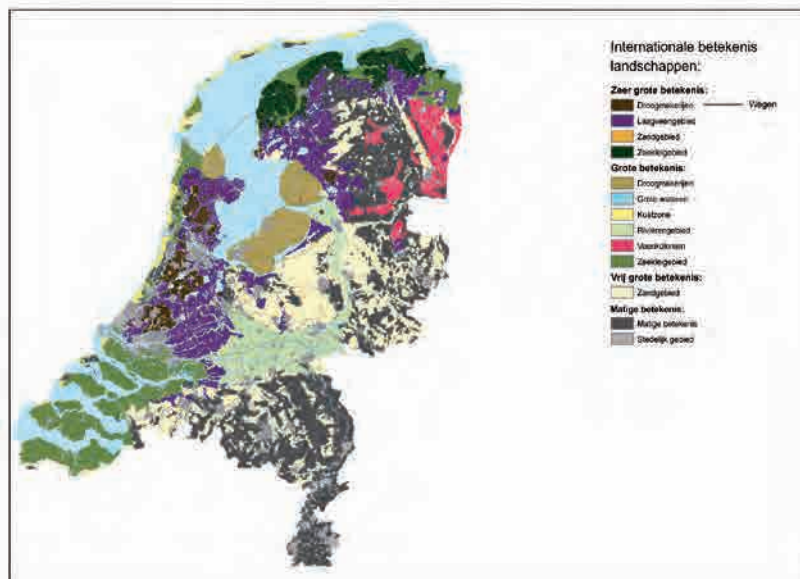 Internationale betekenis
landschappen:
Zeer grote betekenis:
Droogmakerijen
Wegen
Laagveengebied
Zandgebied
Zeekleigebied
Grote betekenis:
Droogmakerijen
Grote wateren
Kustzone
Rivierengebied
Veenkoloniën
Zeekleigebied
Vrij grote betekenis:
Zandgebied
Matige betekenis:
Matige betekenis
Stedelijk gebied